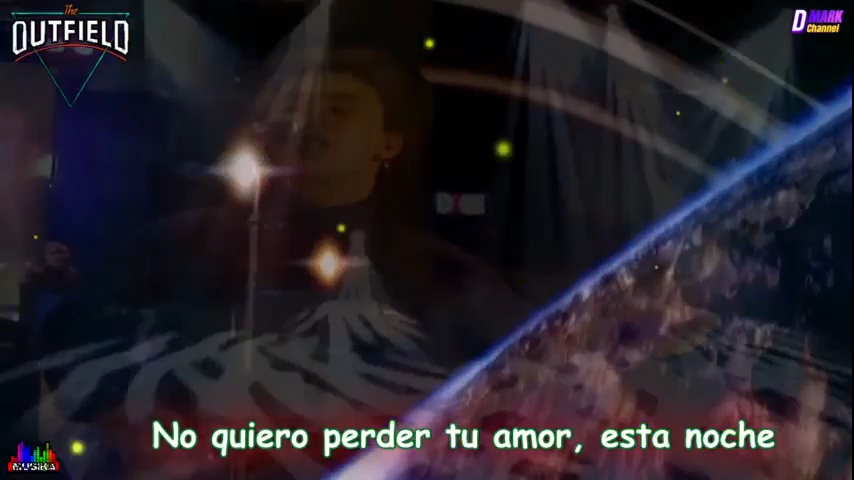 The
OUTFIELD
D MARK
Channel
No quiero perder tu amor, esta noche
MUSIKA